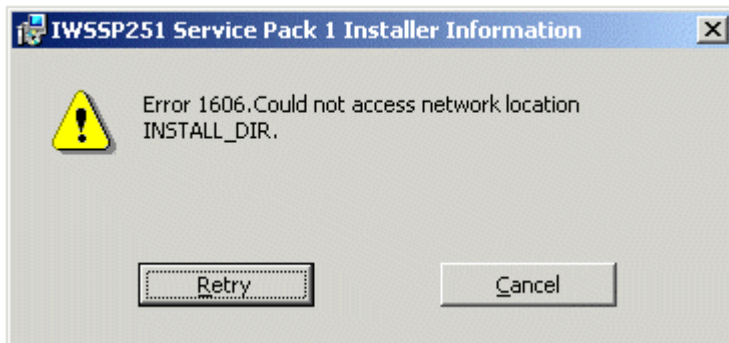 IWSSP251 Service Pack 1 Installer Information
Error 1606.Could not access network location
INSTALL_DIR.
Retry
Cancel